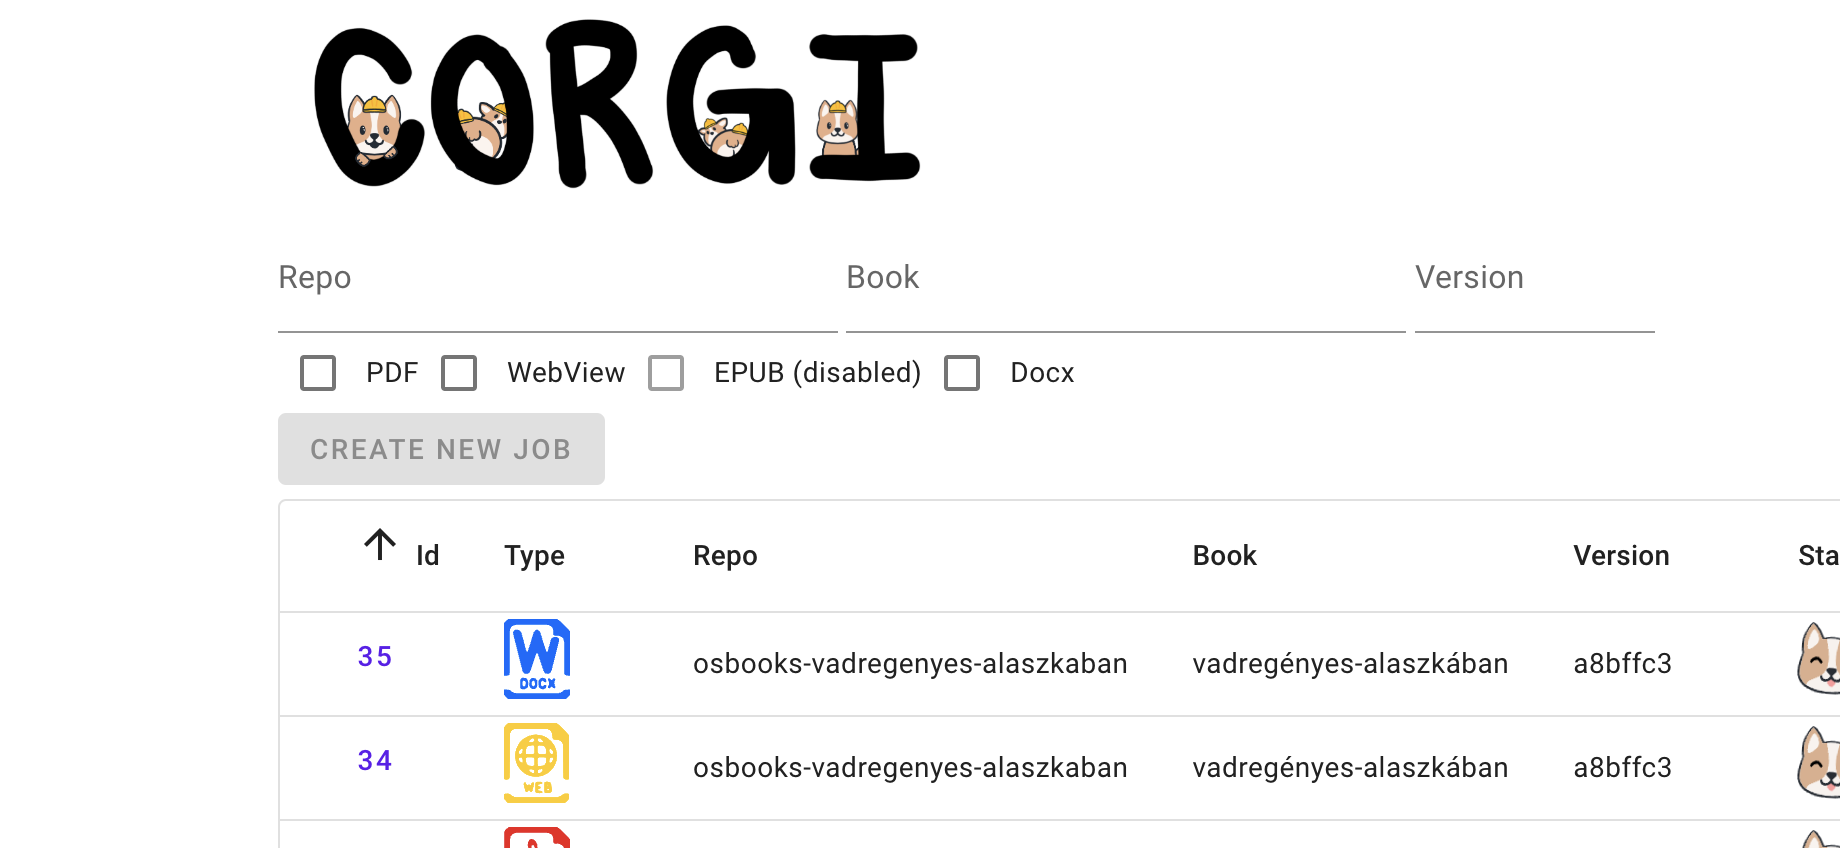 CORGI
Repo Book Version
PDF WebView EPUB (disabled) Docx
CREATE NEW JOB
Id Type Repo Book Version Sta
35 DOCX osbooks-vadregenyes-alaszkaban vadregényes-alaszkában a8bffc3
34 WEB osbooks-vadregenyes-alaszkaban vadregényes-alaszkában a8bffc3